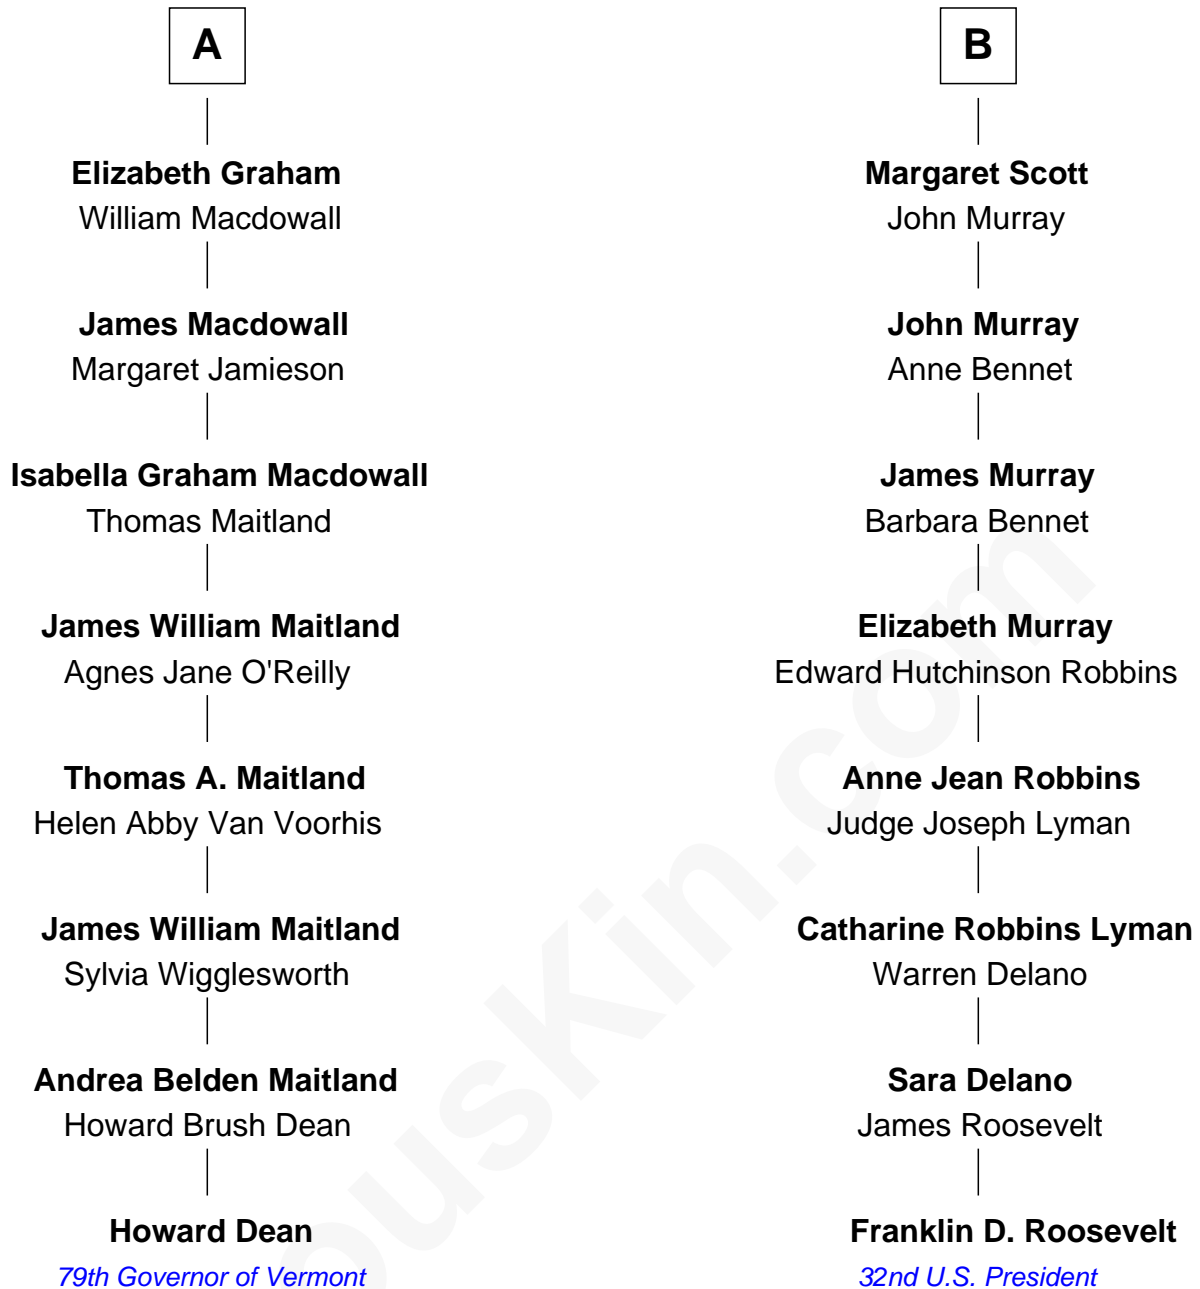 A
Elizabeth Graham
William Macdowall
James Macdowall
Margaret Jamieson
Isabella Graham Macdowall
Thomas Maitland
James William Maitland
Agnes Jane O'Reilly
Thomas A. Maitland
Helen Abby Van Voorhis
James William Maitland
Sylvia Wigglesworth
Andrea Belden Maitland
Howard Brush Dean
Howard Dean
79th Governor of Vermont
B
Margaret Scott
John Murray
John Murray
Anne Bennet
James Murray
Barbara Bennet
Elizabeth Murray
Edward Hutchinson Robbins
Anne Jean Robbins
Judge Joseph Lyman
Catharine Robbins Lyman
Warren Delano
Sara Delano
James Roosevelt
Franklin D. Roosevelt
32nd U.S. President
ousKin.com